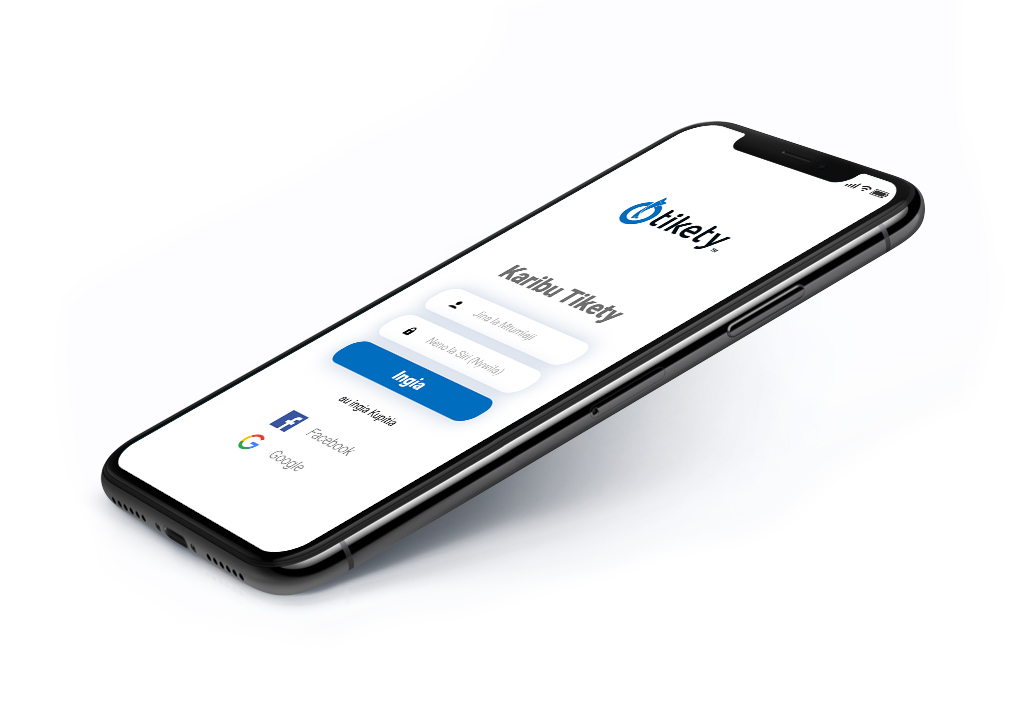 tikety
Karibu Tikety
Jina la Mtumiaji
Neno la Siri (Nywila)
Ingia
au ingia Kupitia
Facebook
Google